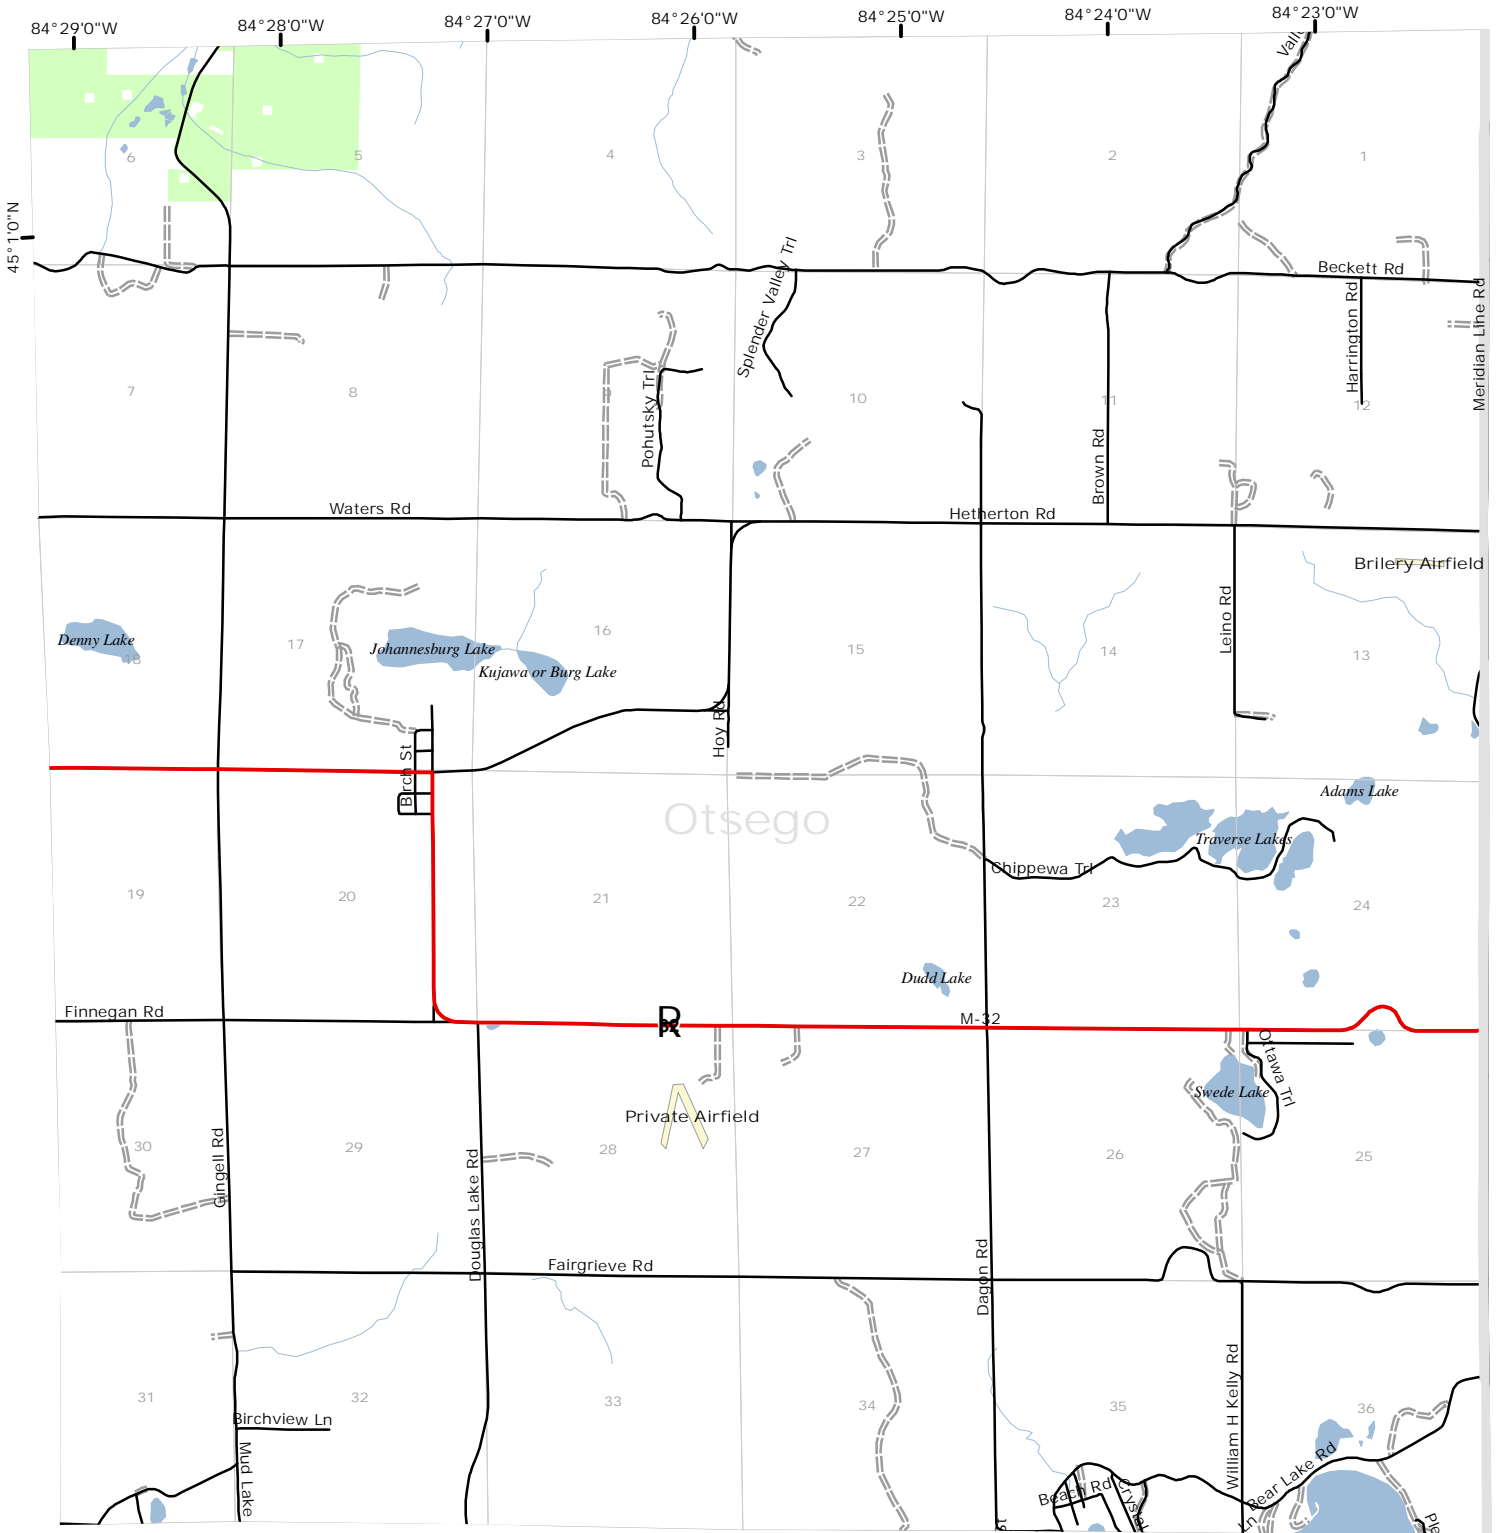 84°29'0"W 84°28'0"W 84°27'0"W 84°26'0"W 84°25'0"W 84°24'0"W 84°23'0"W
45°1'0"N
6 5 4 3 2 1
Beckett Rd
Splender Valley Trl
Harrington Rd
Meridian Line Rd
7 8 10 11 12
Pohutsky Trl
Brown Rd
Waters Rd
Hetherton Rd
Brilery Airfield
Leino Rd
Denny Lake
18 17
Johannesburg Lake
16
Kujawa or Burg Lake
15 14 13
Hoy Rd
Birch St
Otsego
Adams Lake
Traverse Lakes
Chippewa Trl
19 20 21 22 23 24
Dudd Lake
Finnegan Rd
M-32
Ottawa Trl
Swede Lake
Private Airfield
30 29 28 27 26 25
Gingell Rd
Douglas Lake Rd
Fairgrieve Rd
Dagon Rd
William H Kelly Rd
31 32 33 34 35 36
Birchview Ln
Mud Lake
Beach Rd
Crystal
Bear Lake Rd
Ln